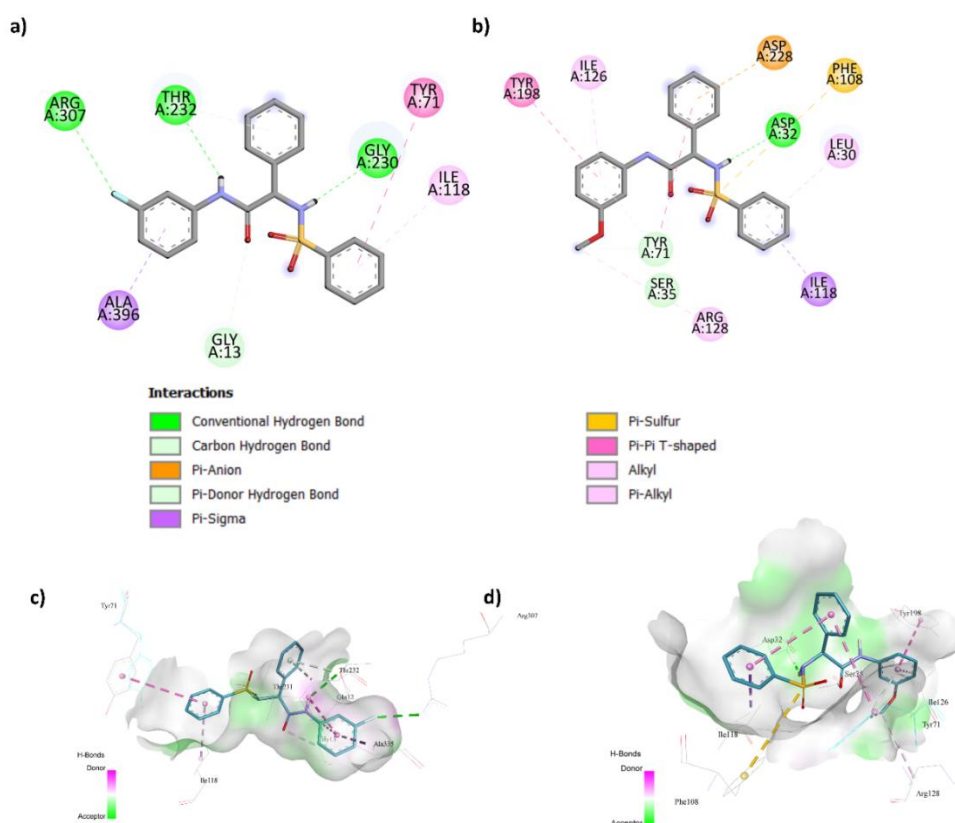 a)
ARG
A:307
THR
A:232
TYR
A:71
GLY
A:230
ILE
A:118
ALA
A:396
GLY
A:13
b)
ASP
A:228
ILE
A:126
TYR
A:198
PHE
A:108
ASP
A:32
LEU
A:30
TYR
A:71
SER
A:35
ILE
A:118
ARG
A:128
Interactions
Conventional Hydrogen Bond
Carbon Hydrogen Bond
Pi-Anion
Pi-Donor Hydrogen Bond
Pi-Sigma
Pi-Sulfur
Pi-Pi T-shaped
Alkyl
Pi-Alkyl
c)
Tyr71
Arg307
Thr232
Thr231
Ile118
H-Bonds
Donor
Acceptor
d)
Tyr198
Asp32
Ile126
Tyr71
Ile118
Phe108
Arg128
H-Bonds
Donor
Acceptor